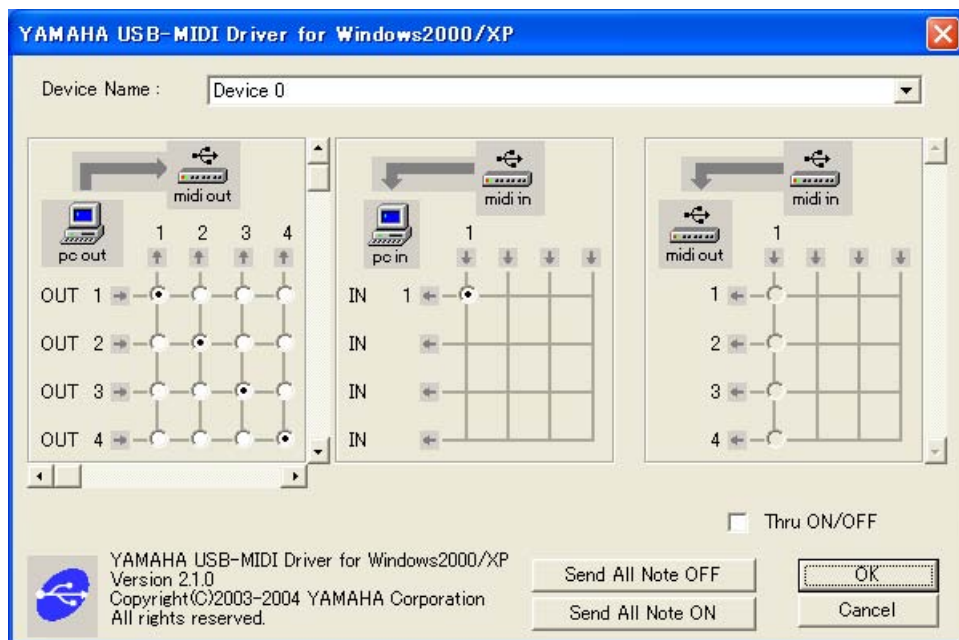 YAMAHA USB-MIDI Driver for Windows2000/XP
Device Name :
Device 0
midi out
pc out
1 2 3 4
OUT 1
OUT 2
OUT 3
OUT 4
midi in
pc in
1
IN 1
IN
IN
IN
midi in
midi out
1
1
2
3
4
Thru ON/OFF
YAMAHA USB-MIDI Driver for Windows2000/XP
Version 2.1.0
Copyright(C)2003-2004 YAMAHA Corporation
All rights reserved.
Send All Note OFF
Send All Note ON
OK
Cancel